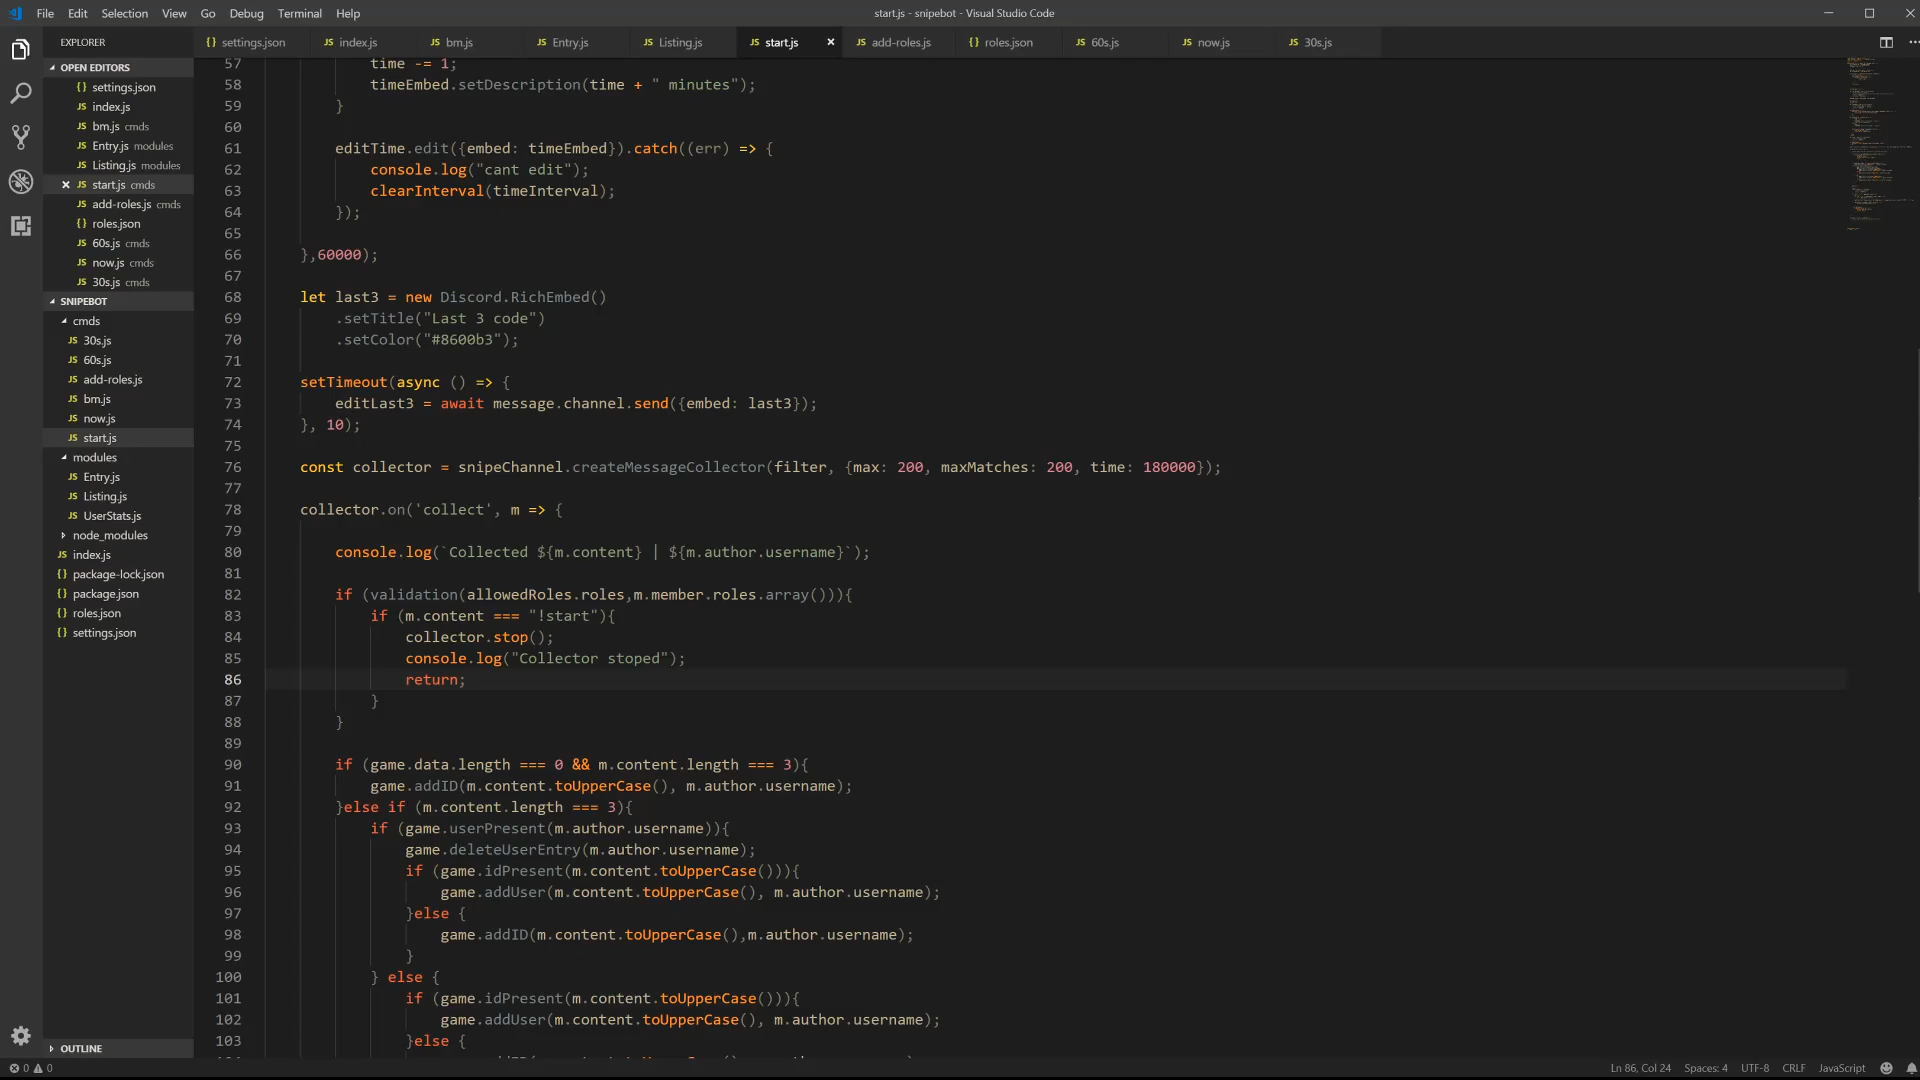 File Edit Selection View Go Debug Terminal Help
start.js - snipebot - Visual Studio Code
EXPLORER
settings.json index.js bm.js Entry.js Listing.js start.js add-roles.js roles.json 60s.js now.js 30s.js
OPEN EDITORS
settings.json
index.js
bm.js cmds
Entry.js modules
Listing.js modules
start.js cmds
add-roles.js cmds
roles.json
60s.js cmds
now.js cmds
30s.js cmds
SNIPEBOT
cmds
30s.js
60s.js
add-roles.js
bm.js
now.js
start.js
modules
Entry.js
Listing.js
UserStats.js
node_modules
index.js
package-lock.json
package.json
roles.json
settings.json
OUTLINE
57 time -= 1;
58 timeEmbed.setDescription(time + " minutes");
59 }
60
61 editTime.edit({embed: timeEmbed}).catch((err) => {
62 console.log("cant edit");
63 clearInterval(timeInterval);
64 });
65
66 },60000);
67
68 let last3 = new Discord.RichEmbed()
69 .setTitle("Last 3 code")
70 .setColor("#8600b3");
71
72 setTimeout(async () => {
73 editLast3 = await message.channel.send({embed: last3});
74 }, 10);
75
76 const collector = snipeChannel.createMessageCollector(filter, {max: 200, maxMatches: 200, time: 180000});
77
78 collector.on('collect', m => {
79
80 console.log(`Collected ${m.content} | ${m.author.username}`);
81
82 if (validation(allowedRoles.roles,m.member.roles.array())){
83 if (m.content === "!start"){
84 collector.stop();
85 console.log("Collector stoped");
86 return;
87 }
88 }
89
90 if (game.data.length === 0 && m.content.length === 3){
91 game.addID(m.content.toUpperCase(), m.author.username);
92 }else if (m.content.length === 3){
93 if (game.userPresent(m.author.username)){
94 game.deleteUserEntry(m.author.username);
95 if (game.idPresent(m.content.toUpperCase())){
96 game.addUser(m.content.toUpperCase(), m.author.username);
97 }else {
98 game.addID(m.content.toUpperCase(),m.author.username);
99 }
100 } else {
101 if (game.idPresent(m.content.toUpperCase())){
102 game.addUser(m.content.toUpperCase(), m.author.username);
103 }else {
0 0 Ln 86, Col 24 Spaces: 4 UTF-8 CRLF JavaScript